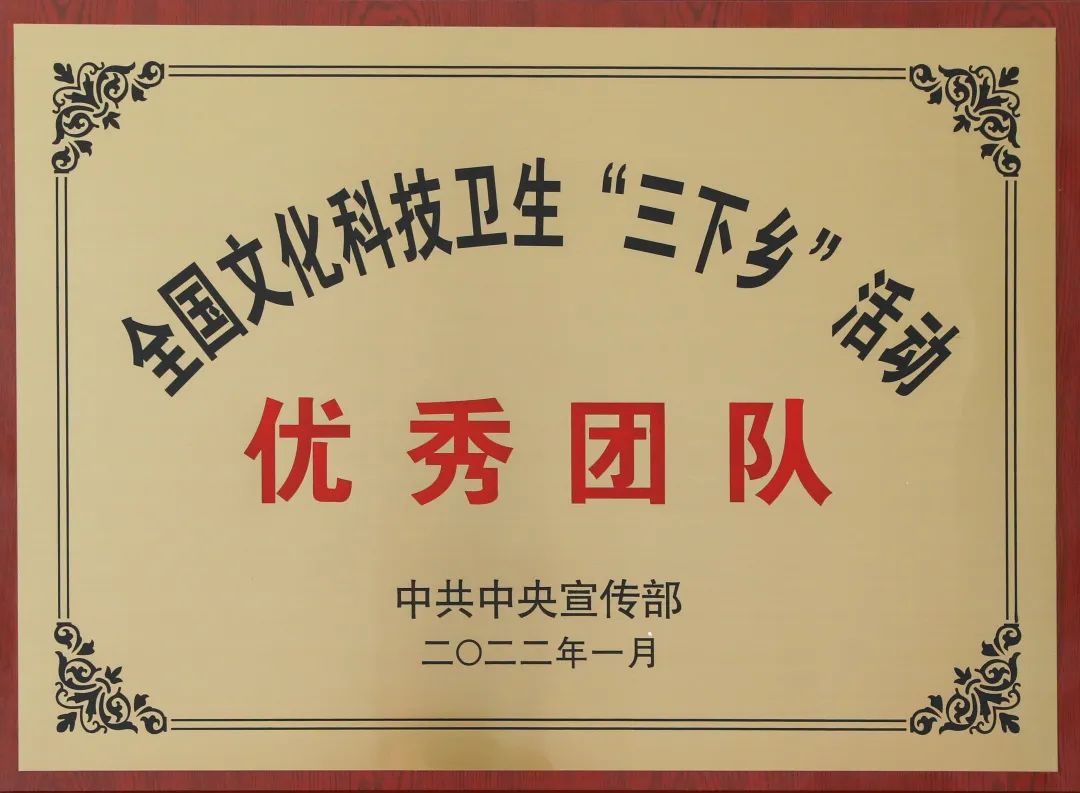 全国文化科技卫生“三下乡”活动
优秀团队
中共中央宣传部
二〇二二年一月